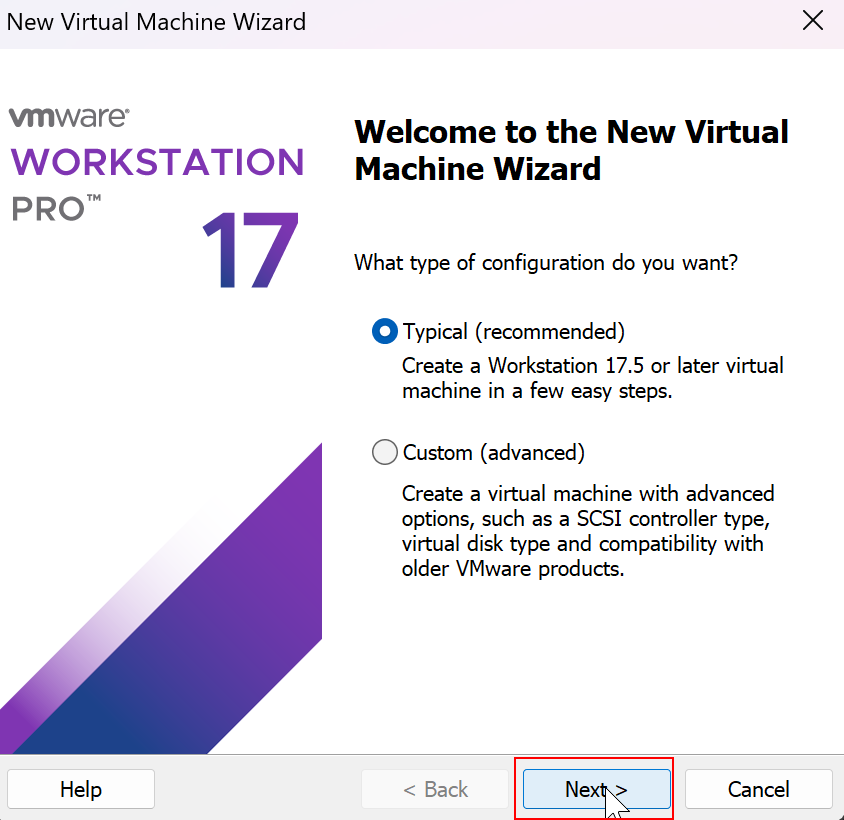 New Virtual Machine Wizard
vmware®
WORKSTATION
PRO™
17
Welcome to the New Virtual
Machine Wizard
What type of configuration do you want?
Typical (recommended)
Create a Workstation 17.5 or later virtual
machine in a few easy steps.
Custom (advanced)
Create a virtual machine with advanced
options, such as a SCSI controller type,
virtual disk type and compatibility with
older VMware products.
Help
< Back
Next >
Cancel